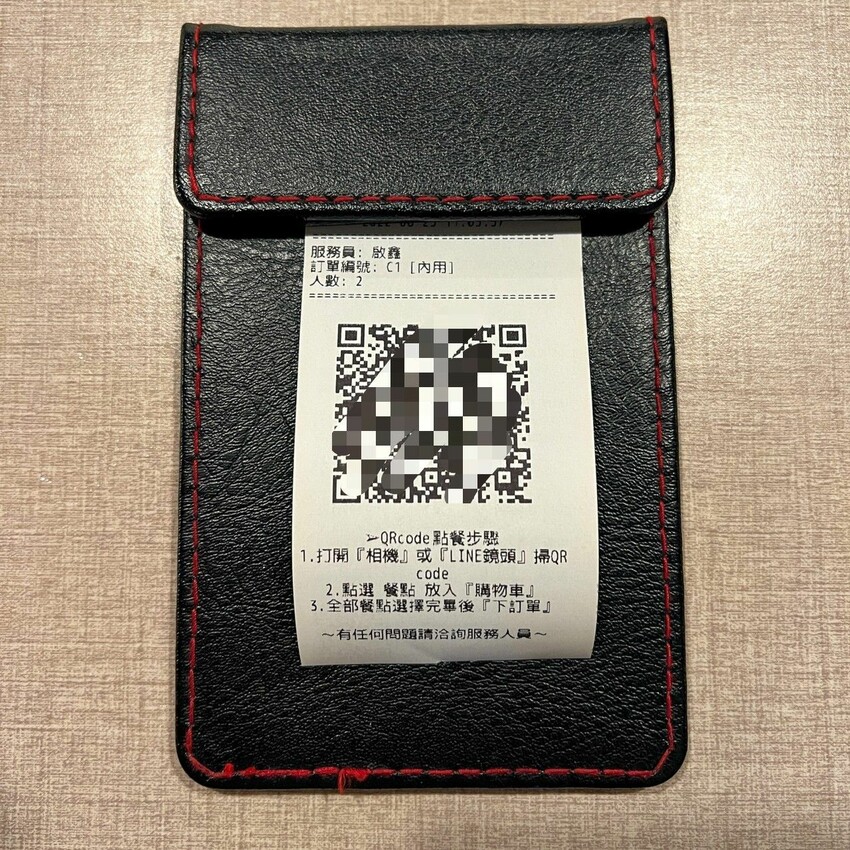 服務員: 啟鑫
訂單編號: C1 [內用]
人數: 2
➤QRcode點餐步驟
1.打開『相機』或『LINE鏡頭』掃QR
code
2.點選 餐點 放入『購物車』
3.全部餐點選擇完畢後『下訂單』
~有任何問題請洽詢服務人員~